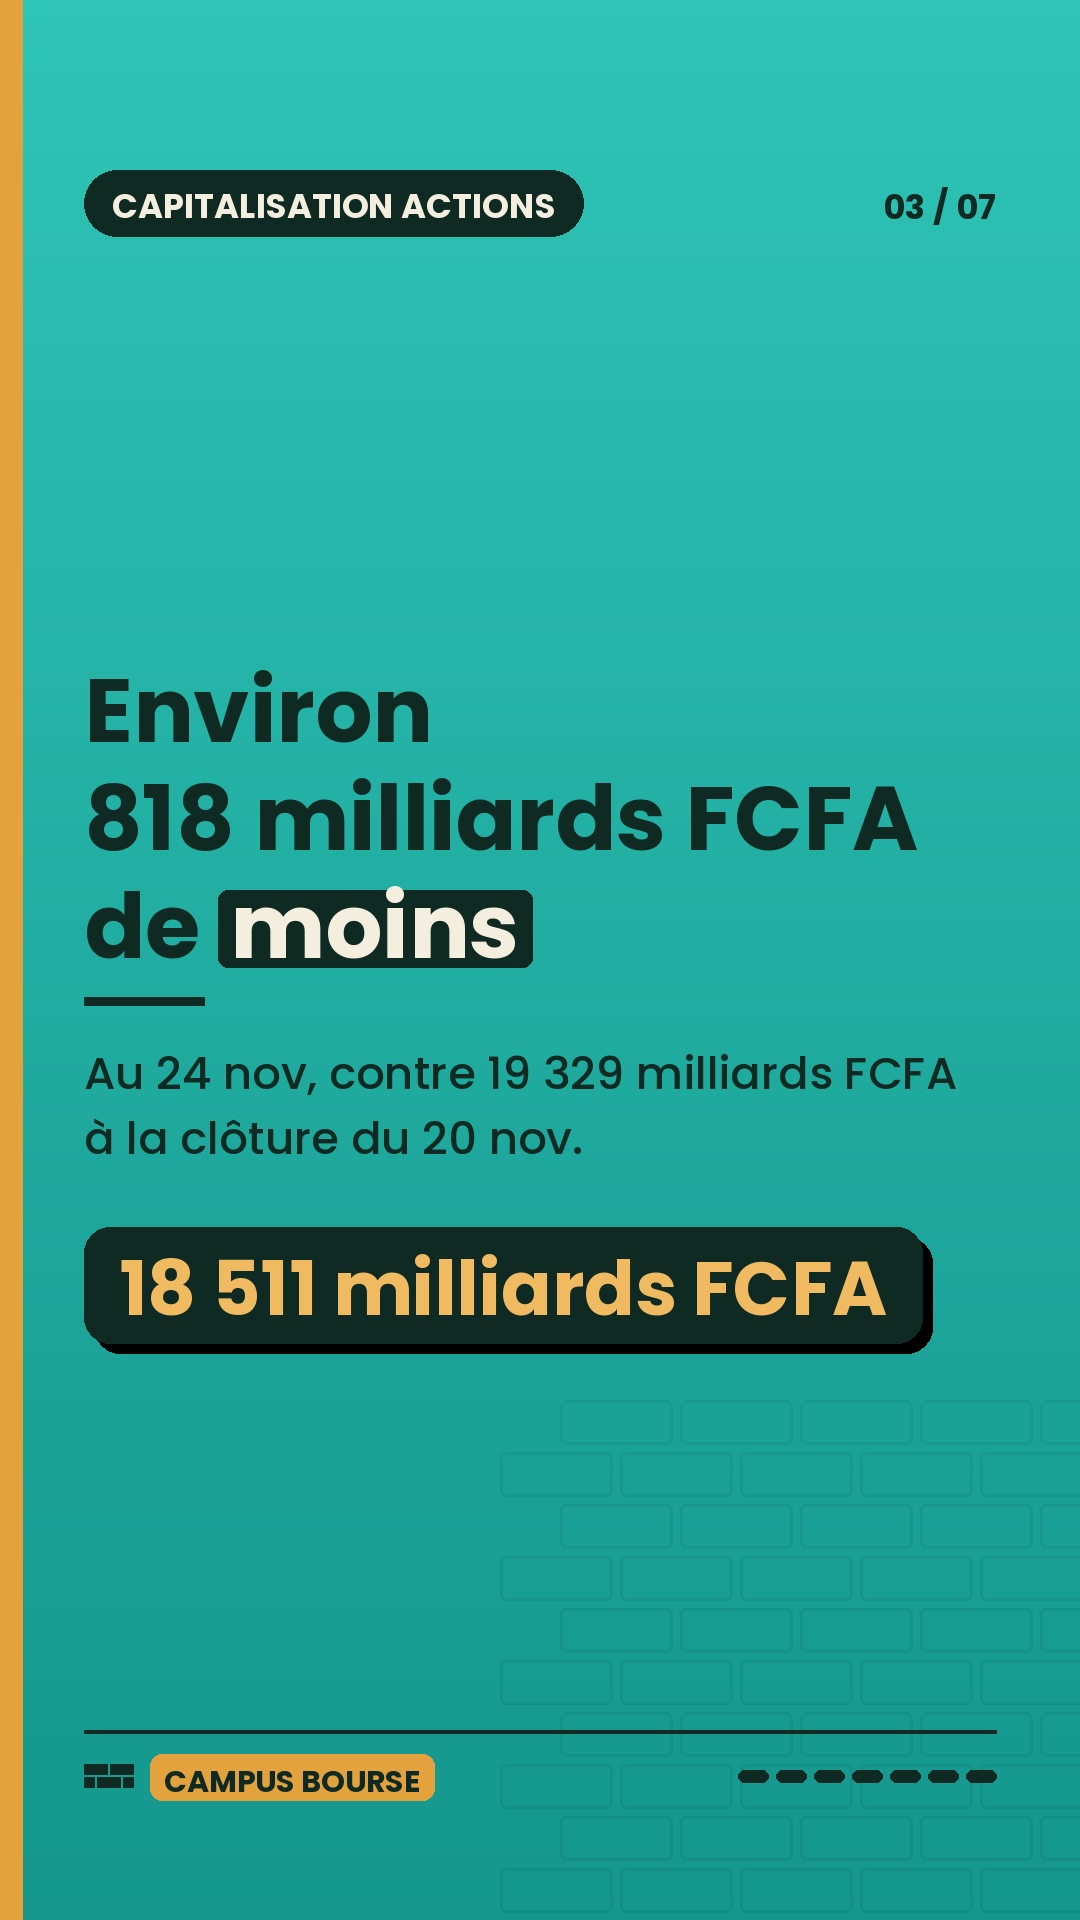 CAPITALISATION ACTIONS
03 / 07
Environ
818 milliards FCFA
de moins
Au 24 nov, contre 19 329 milliards FCFA
à la clôture du 20 nov.
18 511 milliards FCFA
CAMPUS BOURSE